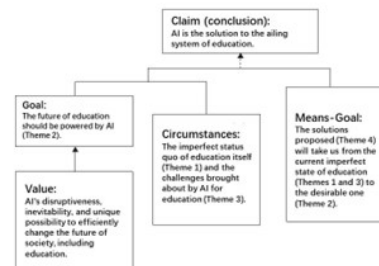 Claim (conclusion):
AI is the solution to the ailing
system of education.
Goal:
The future of education
should be powered by AI
(Theme 2).
Circumstances:
The imperfect status
quo of education itself
(Theme 1) and the
challenges brought
about by AI for
education (Theme 3).
Means-Goal:
The solutions
proposed (Theme 4)
will take us from the
current imperfect
state of education
(Themes 1 and 3) to
the desirable one
(Theme 2).
Value:
AI's disruptiveness,
inevitability, and unique
possibility to efficiently
change the future of
society, including
education.